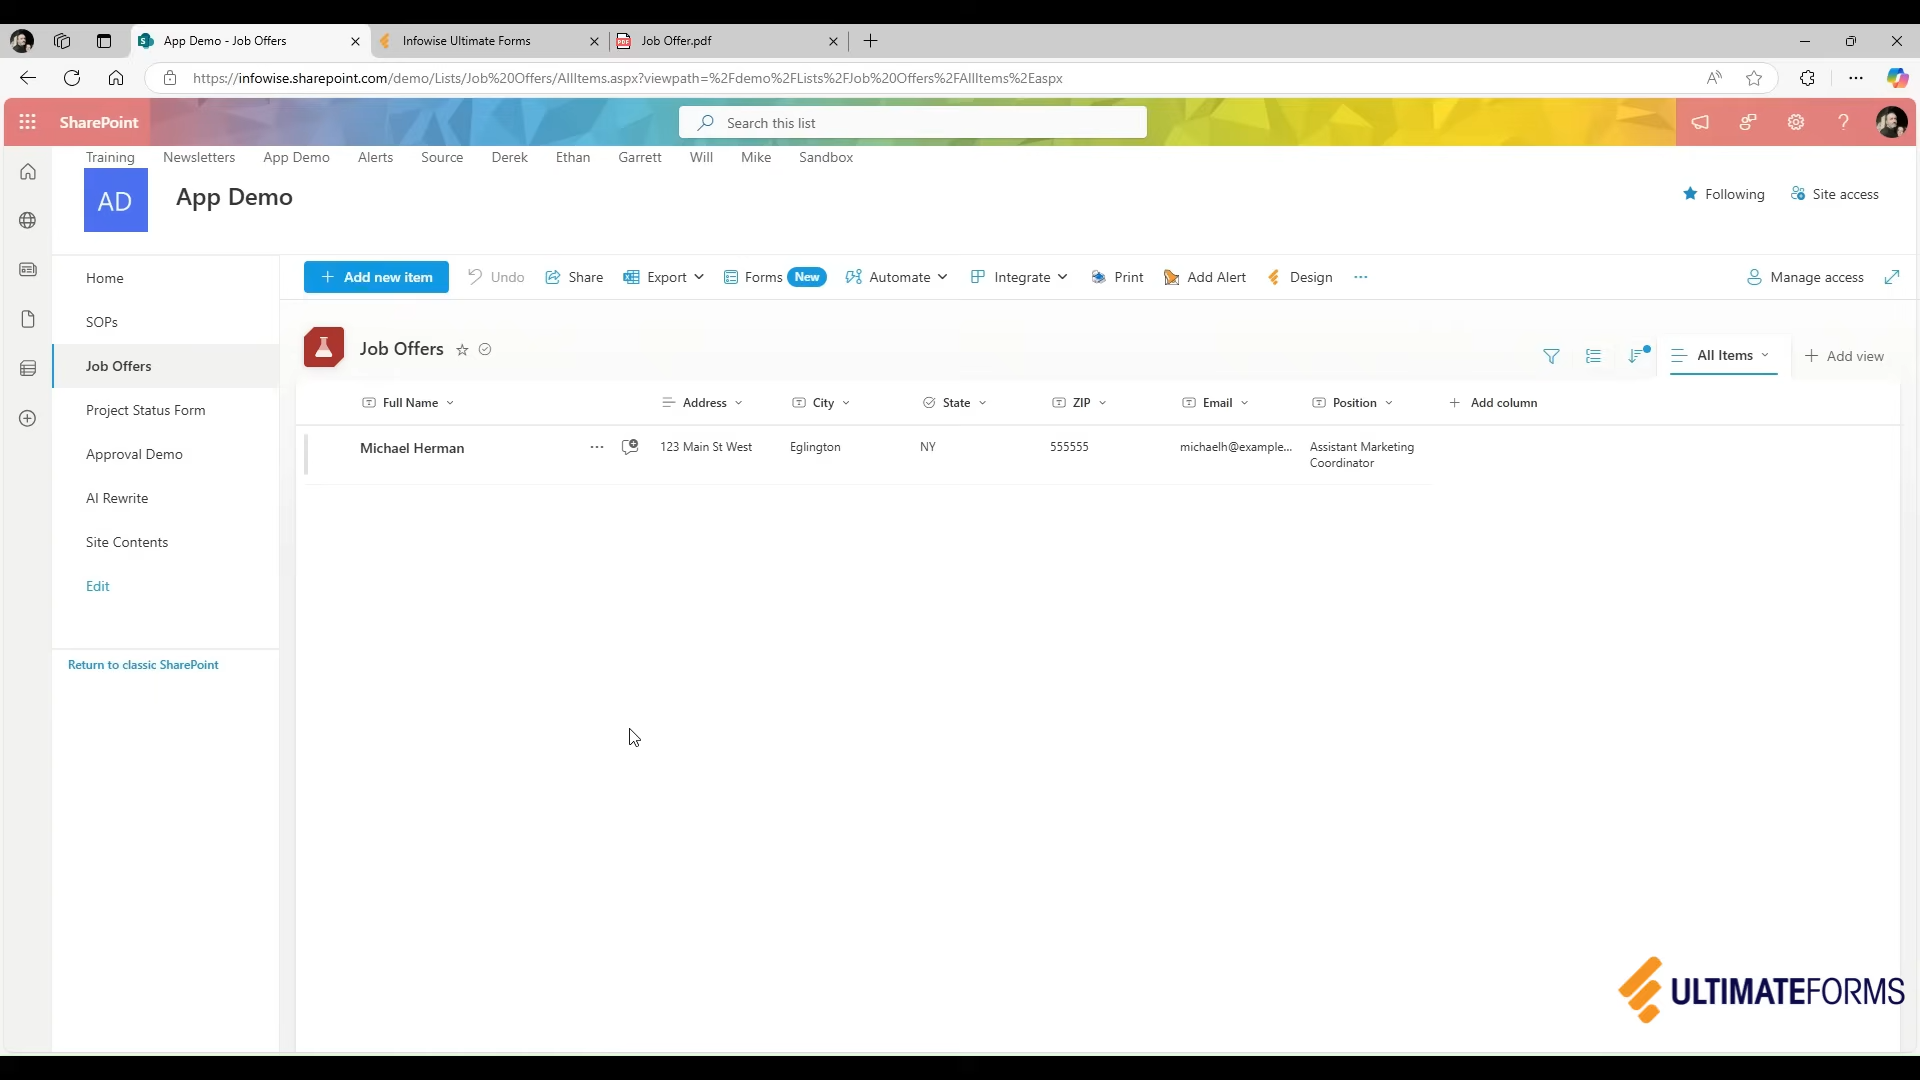 App Demo - Job Offers
Infowise Ultimate Forms
Job Offer.pdf
https://infowise.sharepoint.com/demo/Lists/Job%20Offers/AllItems.aspx?viewpath=%2Fdemo%2FLists%2FJob%20Offers%2FAllItems%2Easpx
SharePoint
Search this list
Training Newsletters App Demo Alerts Source Derek Ethan Garrett Will Mike Sandbox
AD
App Demo
Following Site access
Home
SOPs
Job Offers
Project Status Form
Approval Demo
AI Rewrite
Site Contents
Edit
Return to classic SharePoint
Add new item Undo Share Export Forms New Automate Integrate Print Add Alert Design ... Manage access
Job Offers
All Items Add view
Full Name Address City State ZIP Email Position Add column
Michael Herman ... 123 Main St West Eglington NY 555555 michaelh@example... Assistant Marketing
Coordinator
ULTIMATEFORMS